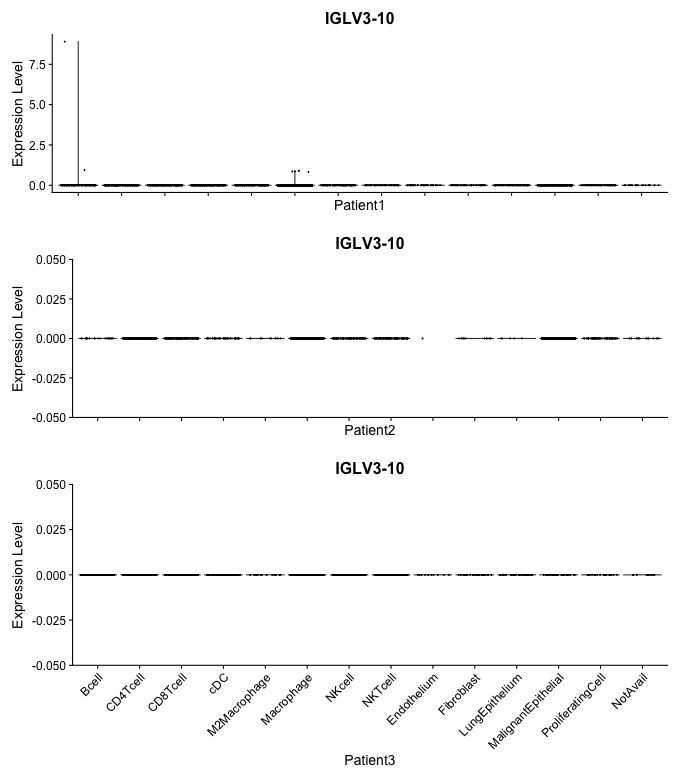 IGLV3-10
Expression Level
7.5
5.0
2.5
0.0
Patient1
IGLV3-10
Expression Level
0.050
0.025
0.000
-0.025
-0.050
Patient2
IGLV3-10
Expression Level
0.050
0.025
0.000
-0.025
-0.050
Bcell
CD4Tcell
CD8Tcell
cDC
M2Macrophage
Macrophage
NKcell
NKTcell
Endothelium
Fibroblast
LungEpithelium
MalignantEpithelial
ProliferatingCell
NotAvail
Patient3